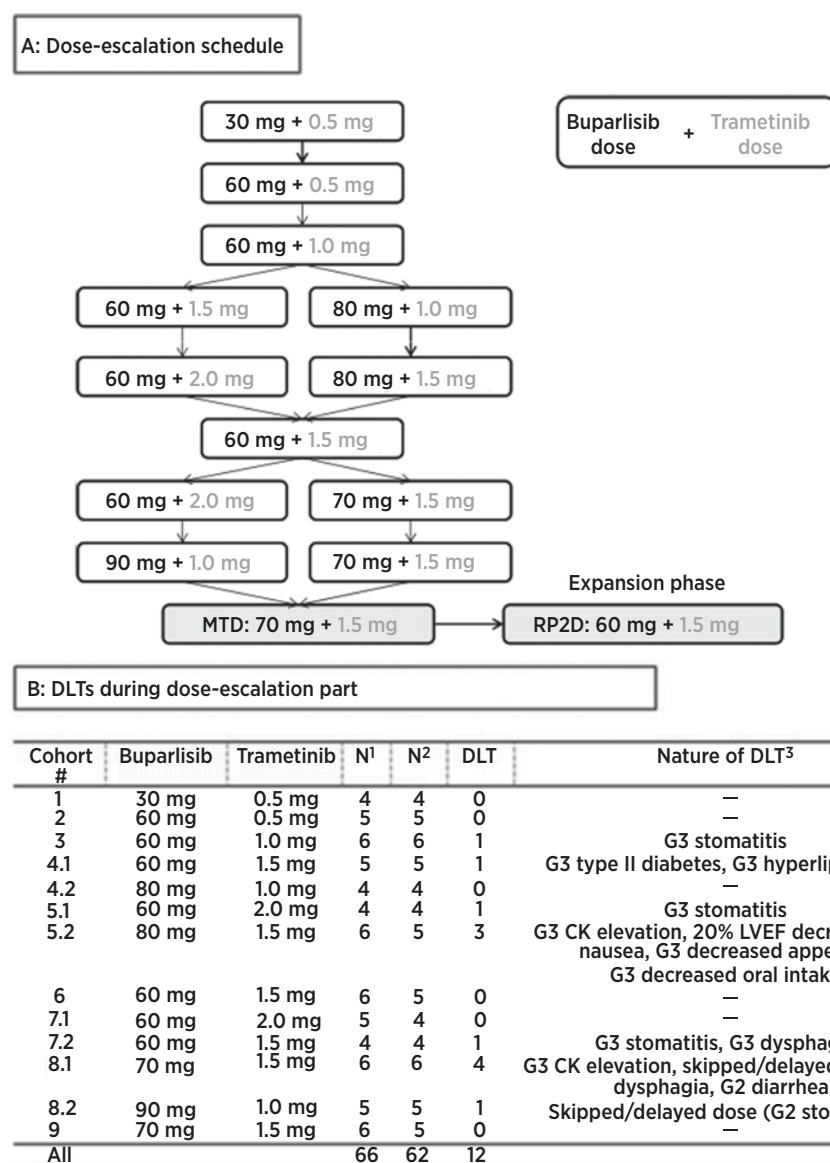 A: Dose-escalation schedule
30 mg + 0.5 mg
Buparlisib dose + Trametinib dose
60 mg + 0.5 mg
60 mg + 1.0 mg
60 mg + 1.5 mg 80 mg + 1.0 mg
60 mg + 2.0 mg 80 mg + 1.5 mg
60 mg + 1.5 mg
60 mg + 2.0 mg 70 mg + 1.5 mg
90 mg + 1.0 mg 70 mg + 1.5 mg
Expansion phase
MTD: 70 mg + 1.5 mg RP2D: 60 mg + 1.5 mg
B: DLTs during dose-escalation part
Cohort # Buparlisib Trametinib N1 N2 DLT Nature of DLT3
1 30 mg 0.5 mg 4 4 0 —
2 60 mg 0.5 mg 5 5 0 —
3 60 mg 1.0 mg 6 6 1 G3 stomatitis
4.1 60 mg 1.5 mg 5 5 1 G3 type II diabetes, G3 hyperlip
4.2 80 mg 1.0 mg 4 4 0 —
5.1 60 mg 2.0 mg 4 4 1 G3 stomatitis
5.2 80 mg 1.5 mg 6 5 3 G3 CK elevation, 20% LVEF decr
nausea, G3 decreased appe
G3 decreased oral intak
6 60 mg 1.5 mg 6 5 0 —
7.1 60 mg 2.0 mg 5 4 0 —
7.2 60 mg 1.5 mg 4 4 1 G3 stomatitis, G3 dyspha
8.1 70 mg 1.5 mg 6 6 4 G3 CK elevation, skipped/delayed
dysphagia, G2 diarrhea
8.2 90 mg 1.0 mg 5 5 1 Skipped/delayed dose (G2 sto
9 70 mg 1.5 mg 6 5 0 —
All 66 62 12